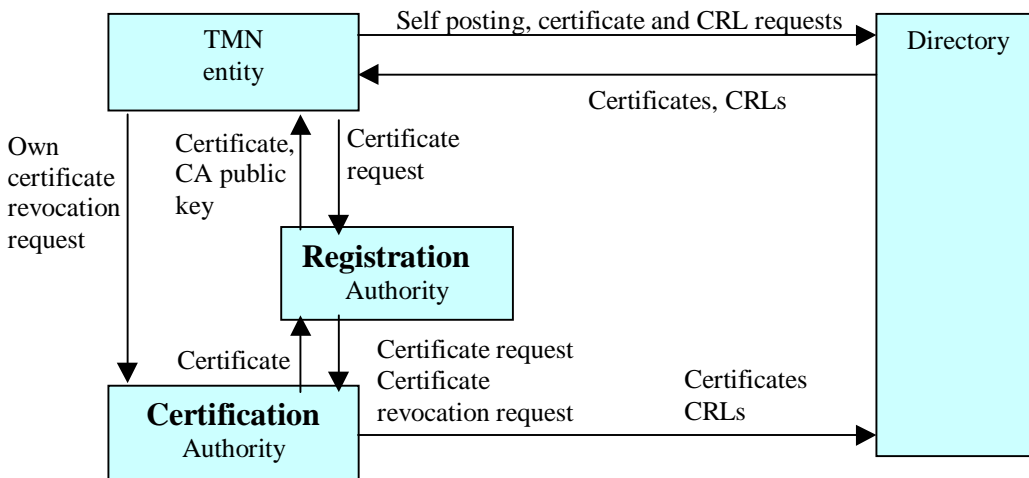 Self posting, certificate and CRL requests
TMN
entity
Directory
Certificates, CRLs
Own
certificate
revocation
request
Certificate,
CA public
key
Certificate
request
Registration
Authority
Certificate
Certificate request
Certificate
revocation request
Certificates
CRLs
Certification
Authority